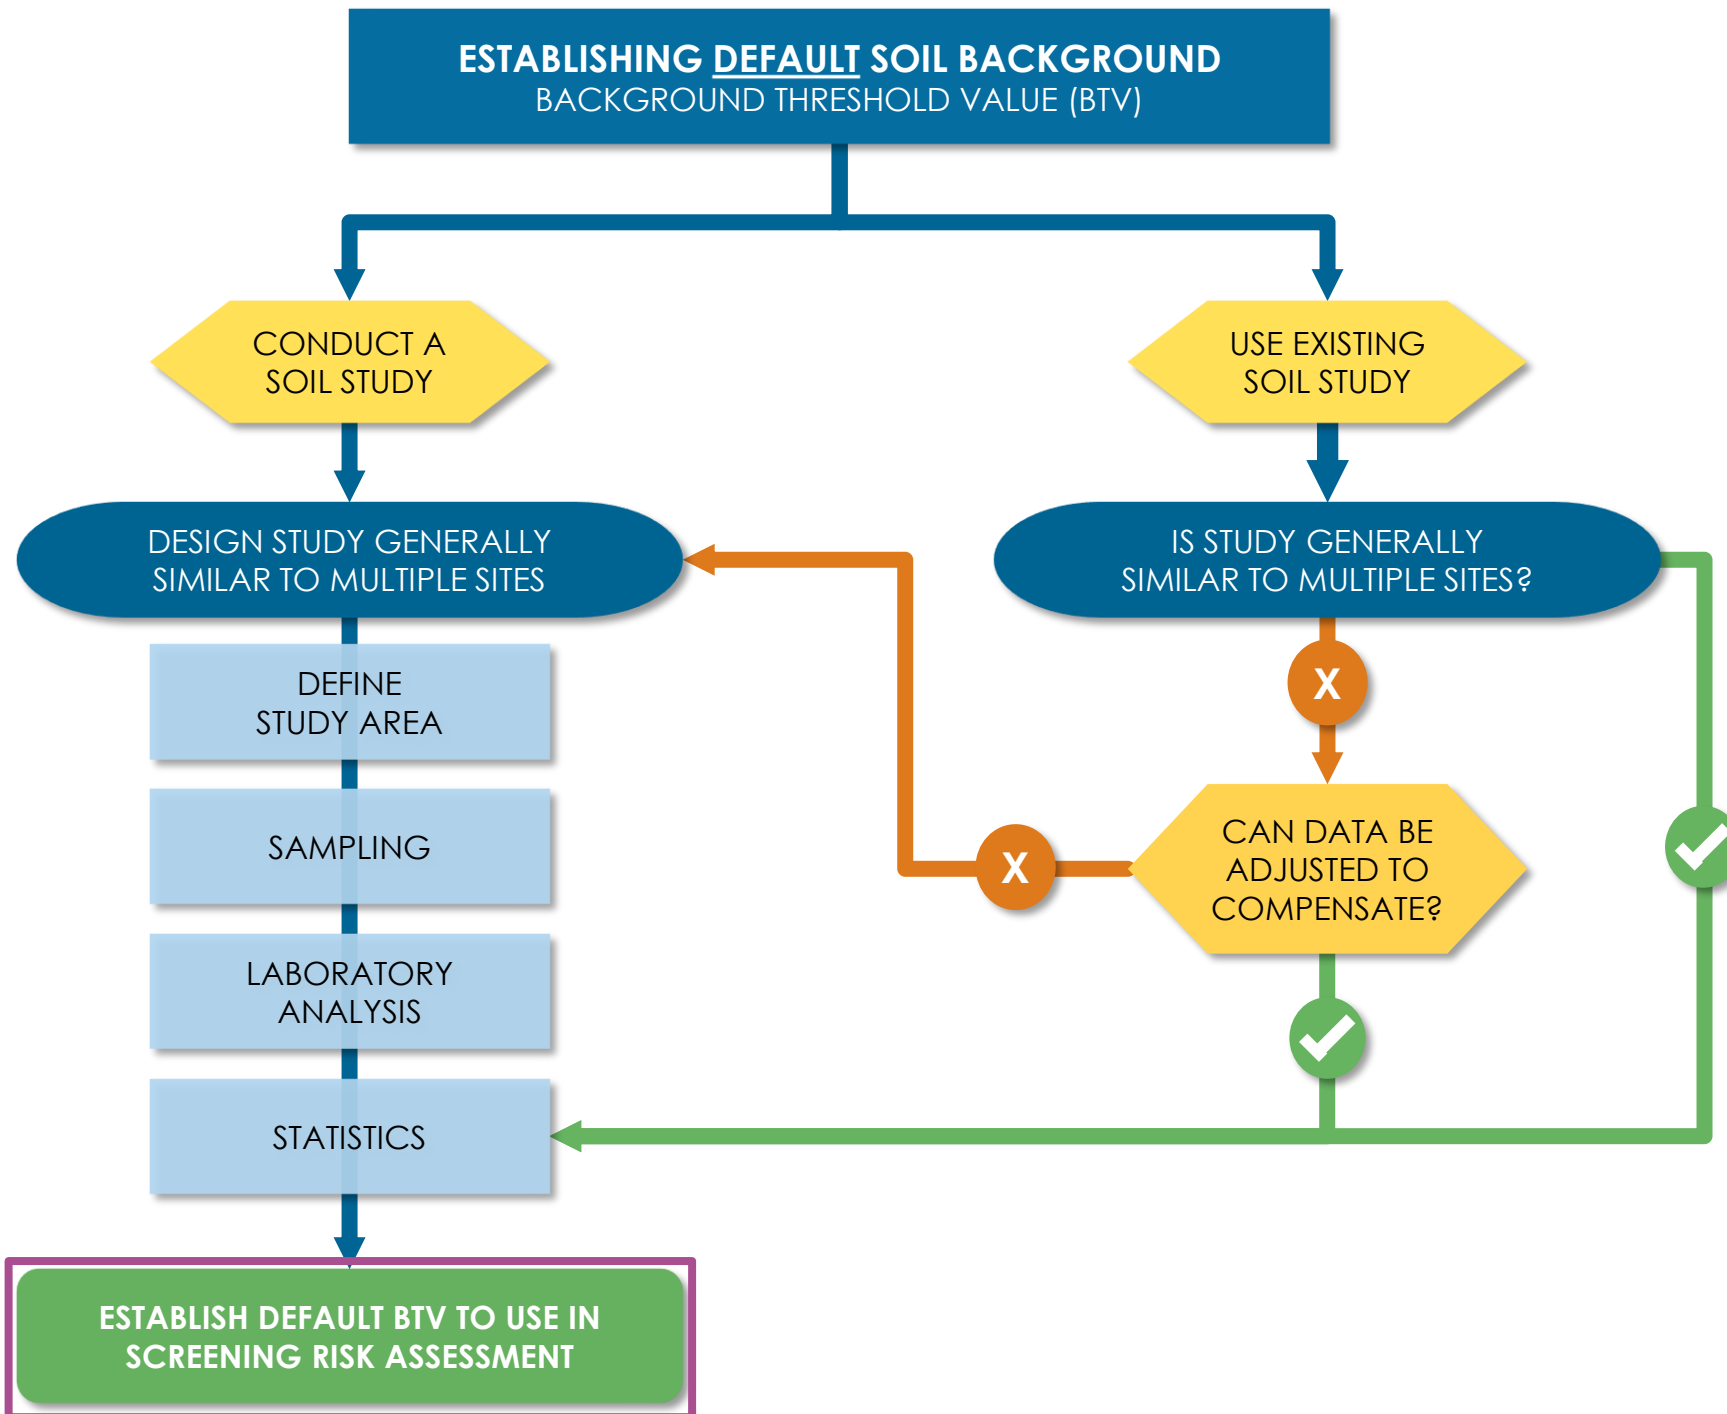 ESTABLISHING DEFAULT SOIL BACKGROUND
BACKGROUND THRESHOLD VALUE (BTV)
CONDUCT A
SOIL STUDY
USE EXISTING
SOIL STUDY
DESIGN STUDY GENERALLY
SIMILAR TO MULTIPLE SITES
IS STUDY GENERALLY
SIMILAR TO MULTIPLE SITES?
DEFINE
STUDY AREA
X
SAMPLING
CAN DATA BE
ADJUSTED TO
COMPENSATE?
X
LABORATORY
ANALYSIS
STATISTICS
ESTABLISH DEFAULT BTV TO USE IN
SCREENING RISK ASSESSMENT